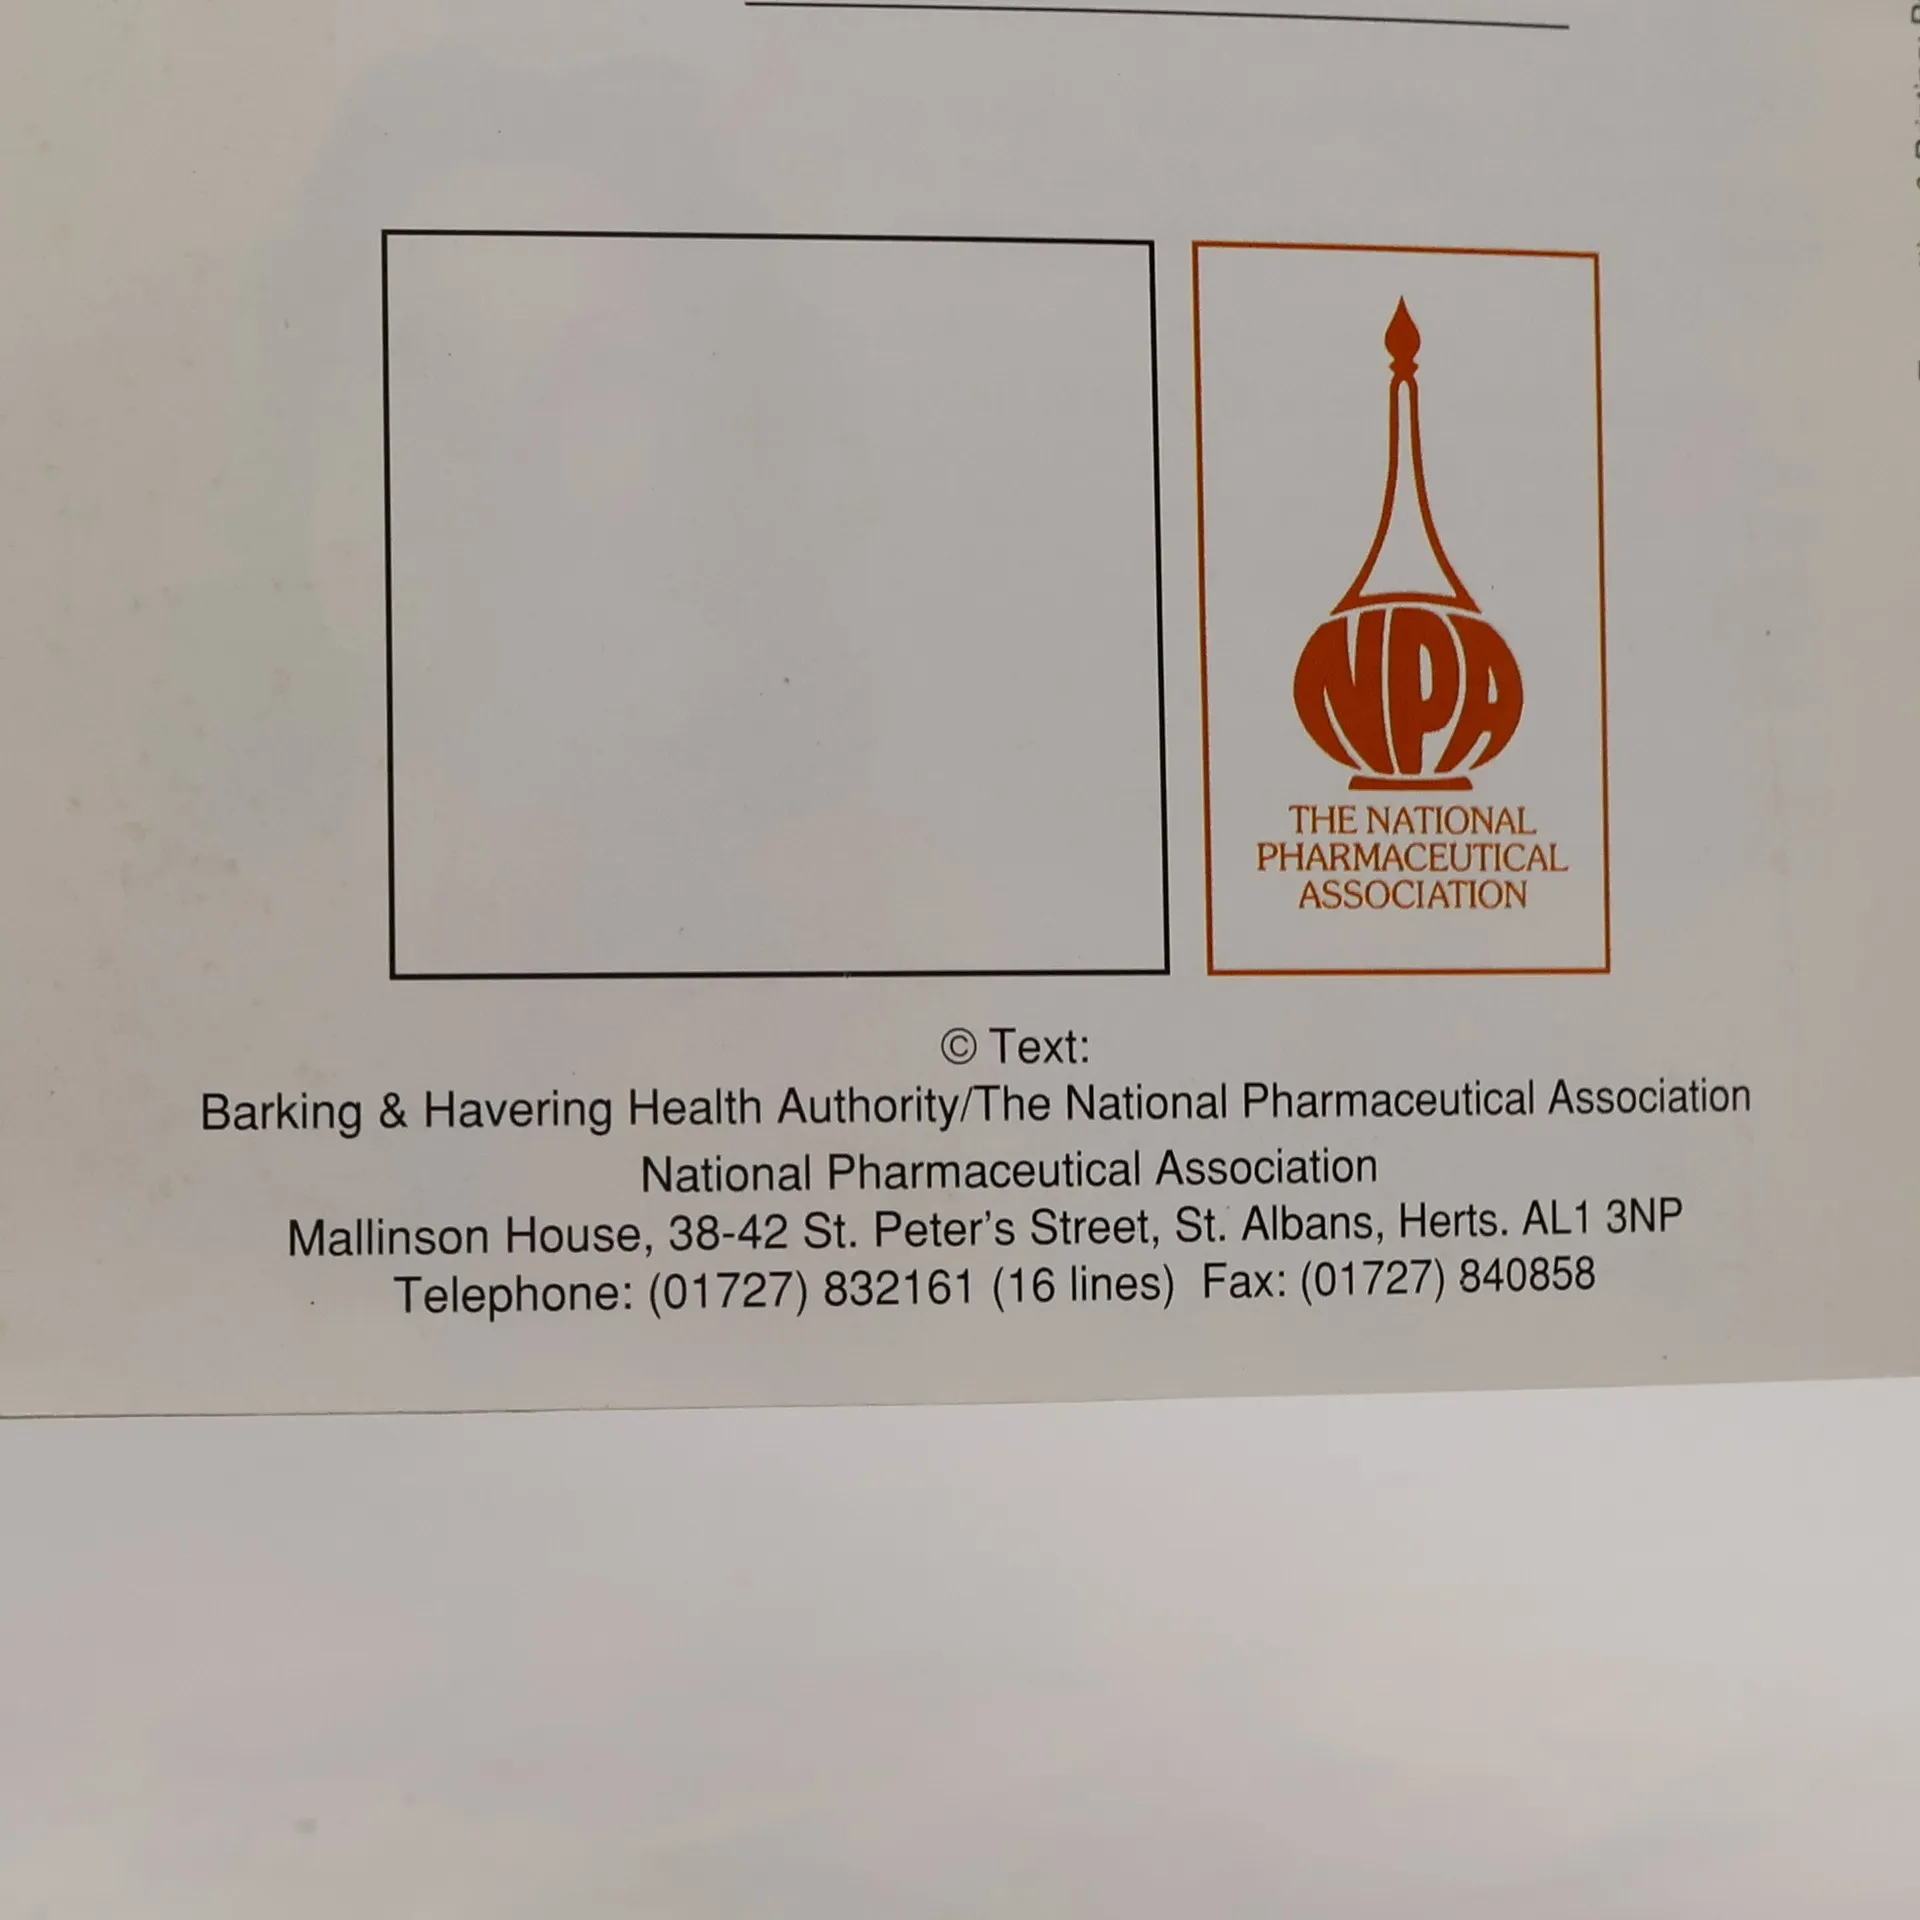 NPA
THE NATIONAL
PHARMACEUTICAL
ASSOCIATION
© Text:
Barking & Havering Health Authority/The National Pharmaceutical Association
National Pharmaceutical Association
Mallinson House, 38-42 St. Peter's Street, St. Albans, Herts. AL1 3NP
Telephone: (01727) 832161 (16 lines) Fax: (01727) 840858